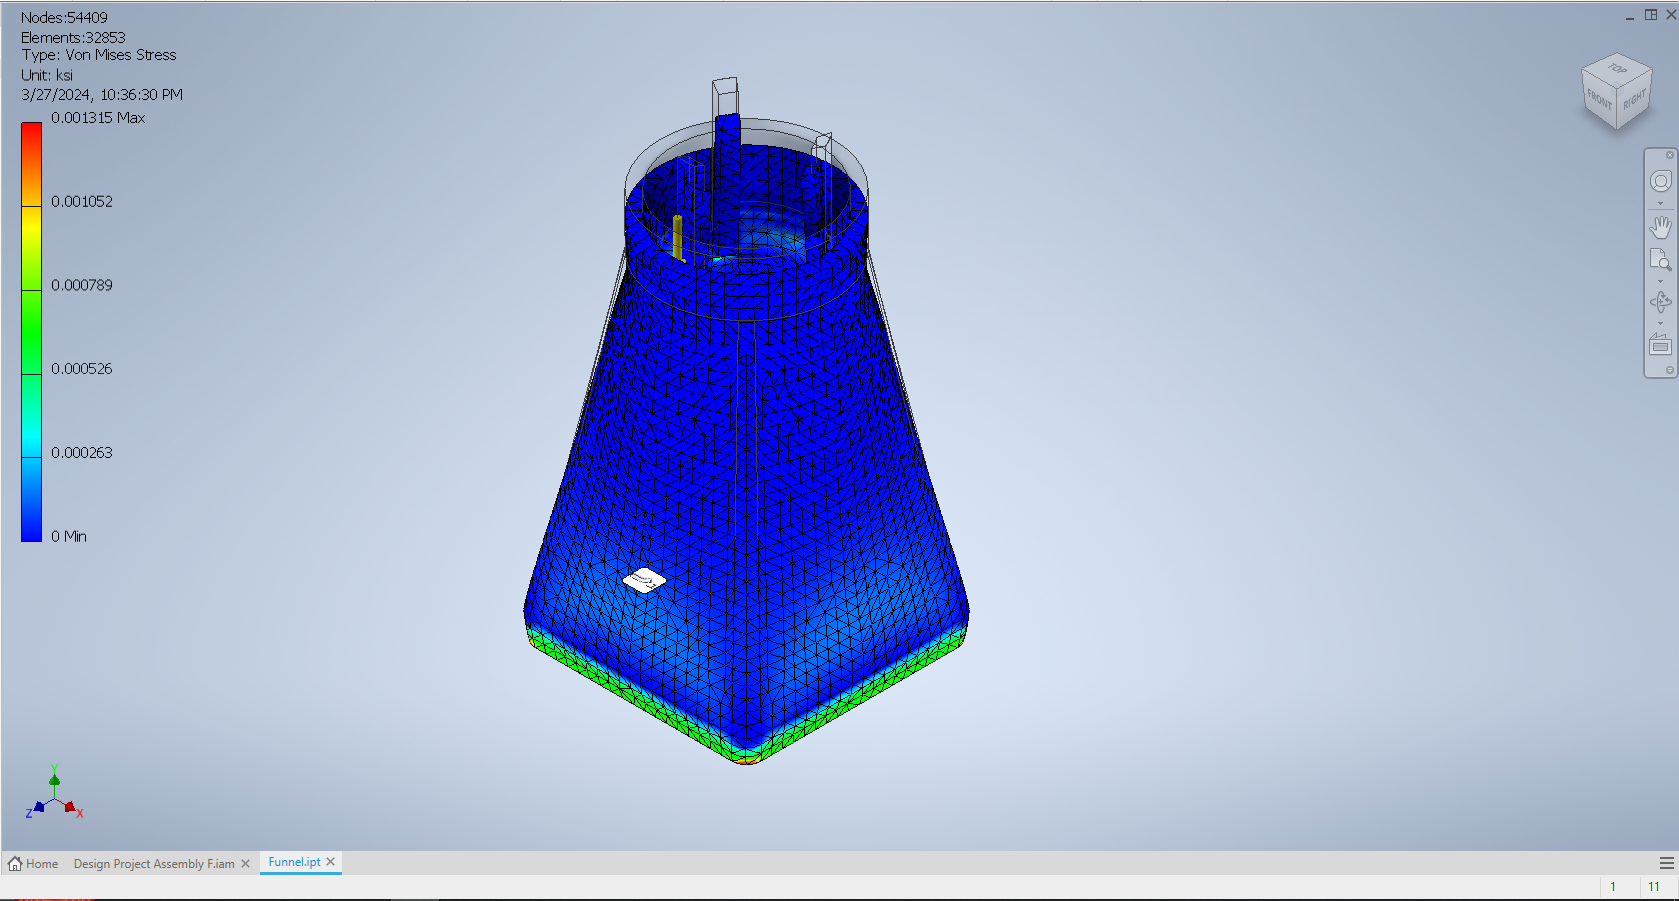 Nodes:54409
Elements:32853
Type: Von Mises Stress
Unit: ksi
3/27/2024, 10:36:30 PM
0.001315 Max
0.001052
0.000789
0.000526
0.000263
0 Min
TOP
FRONT
RIGHT
Y
Z
X
Home
Design Project Assembly F.iam
Funnel.ipt
1
11